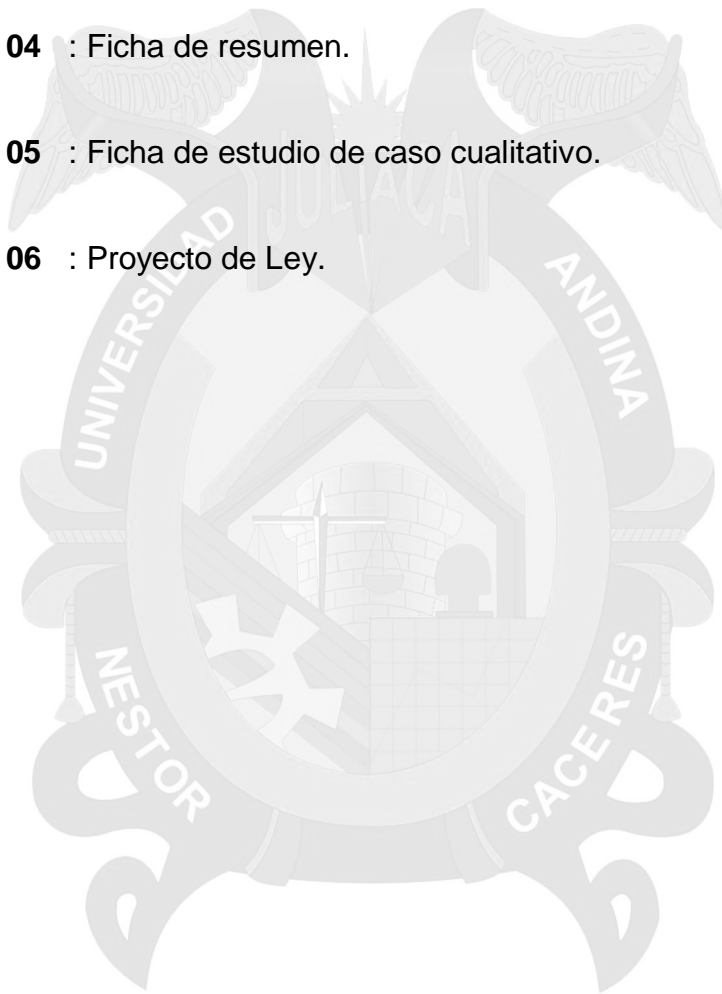 04 : Ficha de resumen.
05 : Ficha de estudio de caso cualitativo.
06 : Proyecto de Ley.
JULIACA
UNIVERSIDAD ANDINA
NESTOR CACERES